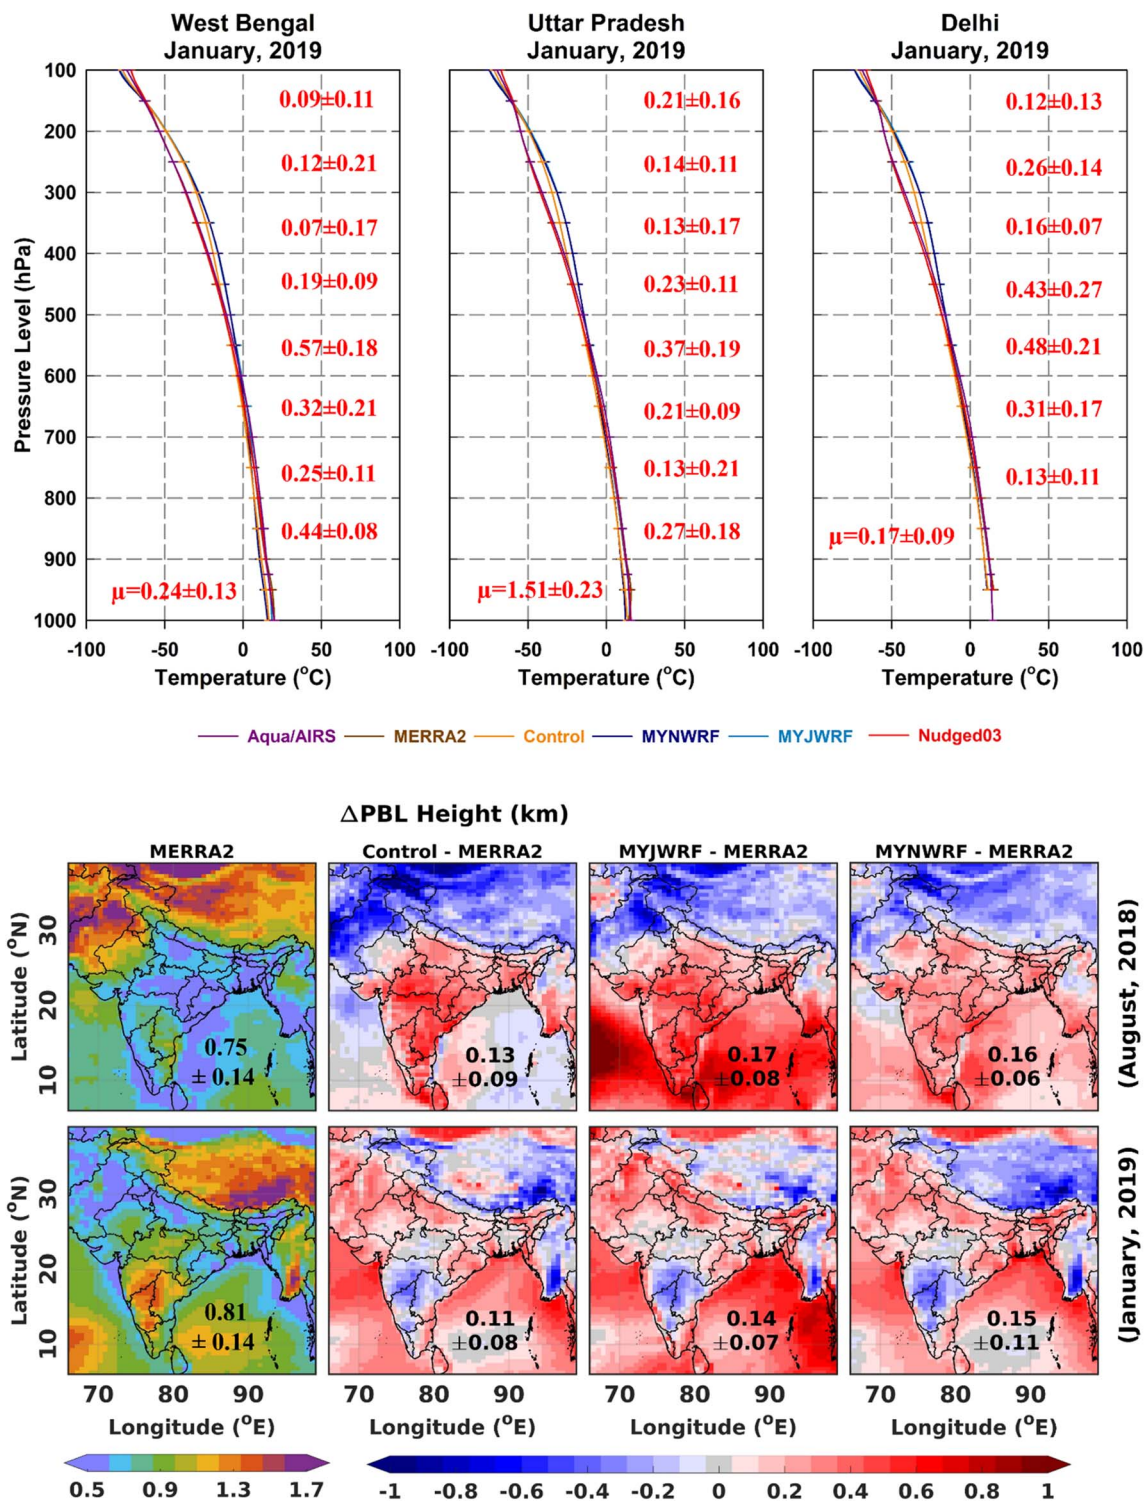 West Bengal
January, 2019
Uttar Pradesh
January, 2019
Delhi
January, 2019
Pressure Level (hPa)
100
200
300
400
500
600
700
800
900
1000
0.09±0.11
0.12±0.21
0.07±0.17
0.19±0.09
0.57±0.18
0.32±0.21
0.25±0.11
0.44±0.08
μ=0.24±0.13
0.21±0.16
0.14±0.11
0.13±0.17
0.23±0.11
0.37±0.19
0.21±0.09
0.13±0.21
0.27±0.18
μ=1.51±0.23
0.12±0.13
0.26±0.14
0.16±0.07
0.43±0.27
0.48±0.21
0.31±0.17
0.13±0.11
μ=0.17±0.09
-100 -50 0 50 100
-100 -50 0 50 100
-100 -50 0 50 100
Temperature (°C)
Temperature (°C)
Temperature (°C)
Aqua/AIRS MERRA2 Control MYNWRF MYJWRF Nudged03
ΔPBL Height (km)
MERRA2
Control - MERRA2
MYJWRF - MERRA2
MYNWRF - MERRA2
Latitude (°N)
30
20
10
0.75
± 0.14
0.13
±0.09
0.17
±0.08
0.16
±0.06
(August, 2018)
Latitude (°N)
30
20
10
0.81
± 0.14
0.11
±0.08
0.14
±0.07
0.15
±0.11
(January, 2019)
70 80 90
70 80 90
70 80 90
70 80 90
Longitude (°E)
Longitude (°E)
Longitude (°E)
Longitude (°E)
0.5 0.9 1.3 1.7
-1 -0.8 -0.6 -0.4 -0.2 0 0.2 0.4 0.6 0.8 1